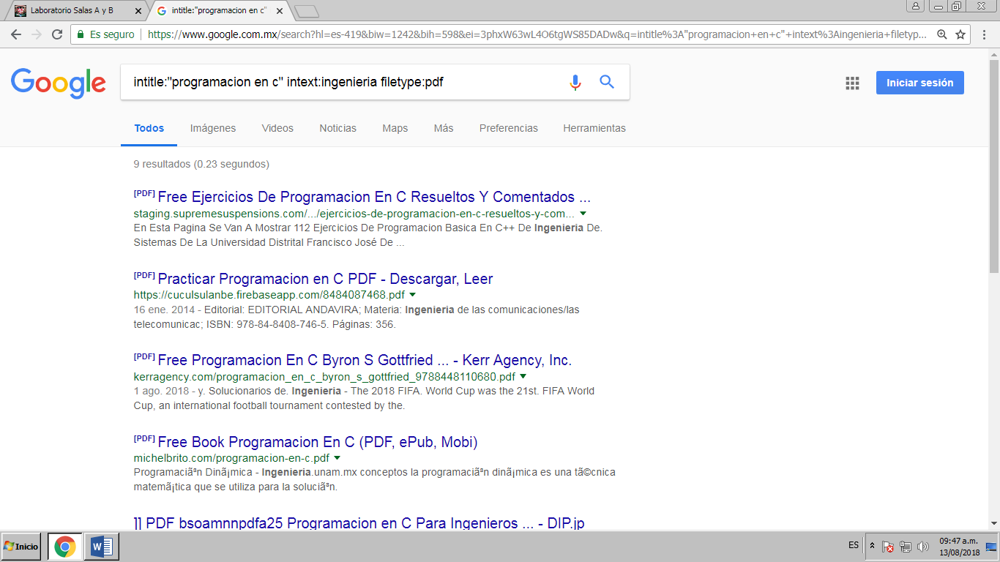 Laboratorio Salas A y B
intitle:"programacion en c"
Es seguro
https://www.google.com.mx/search?hl=es-419&biw=1242&bih=598&ei=3phxW63wL4O6tgWS85DADw&q=intitle%3A"programacion+en+c"+intext%3Aingenieria+filetyp...
Google
intitle:"programacion en c" intext:ingenieria filetype:pdf
Iniciar sesión
Todos Imágenes Videos Noticias Maps Más Preferencias Herramientas
9 resultados (0.23 segundos)
[PDF] Free Ejercicios De Programacion En C Resueltos Y Comentados ...
staging.supremesuspensions.com/.../ejercicios-de-programacion-en-c-resueltos-y-com...
En Esta Pagina Se Van A Mostrar 112 Ejercicios De Programacion Basica En C++ De Ingenieria De.
Sistemas De La Universidad Distrital Francisco José De ...
[PDF] Practicar Programacion en C PDF - Descargar, Leer
https://cuculsulanbe.firebaseapp.com/8484087468.pdf
16 ene. 2014 - Editorial: EDITORIAL ANDAVIRA; Materia: Ingenieria de las comunicaciones/las
telecomunicac; ISBN: 978-84-8408-746-5. Páginas: 356.
[PDF] Free Programacion En C Byron S Gottfried ... - Kerr Agency, Inc.
kerragency.com/programacion_en_c_byron_s_gottfried_9788448110680.pdf
1 ago. 2018 - y. Solucionarios de. Ingenieria - The 2018 FIFA. World Cup was the 21st. FIFA World
Cup, an international football tournament contested by the.
[PDF] Free Book Programacion En C (PDF, ePub, Mobi)
michelbrito.com/programacion-en-c.pdf
Programaciã³n Dinã¡mica - Ingenieria.unam.mx conceptos la programaciã³n dinã¡mica es una tã©cnica
matemã¡tica que se utiliza para la soluciã³n.
]] PDF bsoamnnpdfa25 Programacion en C Para Ingenieros ... - DIP.jp
Inicio
ES
09:47 a.m.
13/08/2018